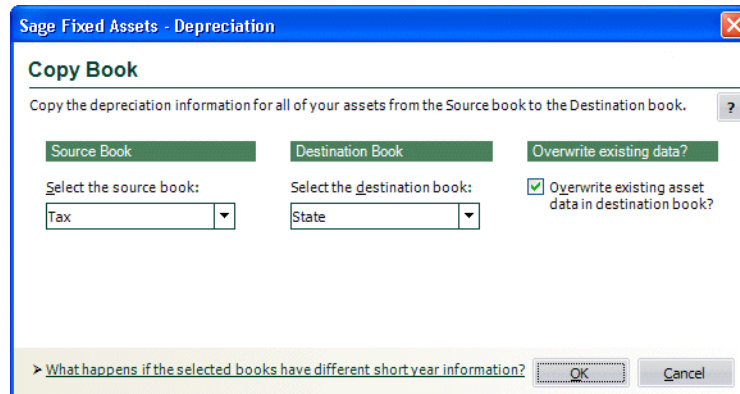 Sage Fixed Assets - Depreciation
Copy Book
Copy the depreciation information for all of your assets from the Source book to the Destination book.
?
Source Book
Destination Book
Overwrite existing data?
Select the source book:
Select the destination book:
Overwrite existing asset
data in destination book?
Tax
State
What happens if the selected books have different short year information?
OK
Cancel